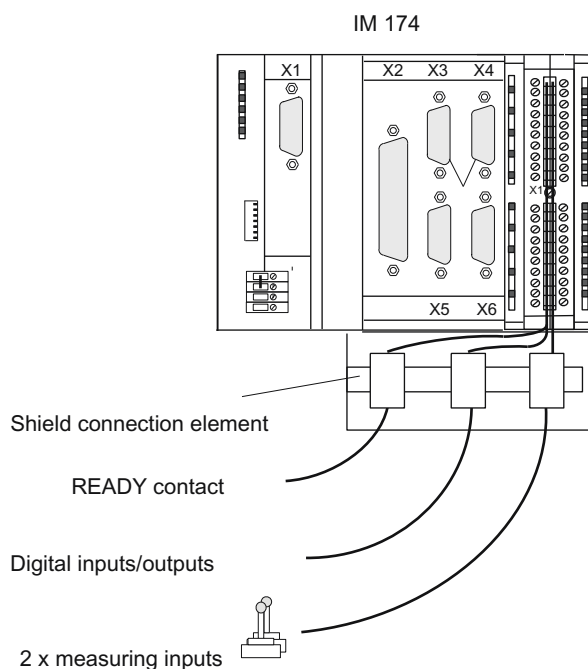 IM 174
X1
X2 X3 X4
X1
X5 X6
Shield connection element
READY contact
Digital inputs/outputs
2 x measuring inputs